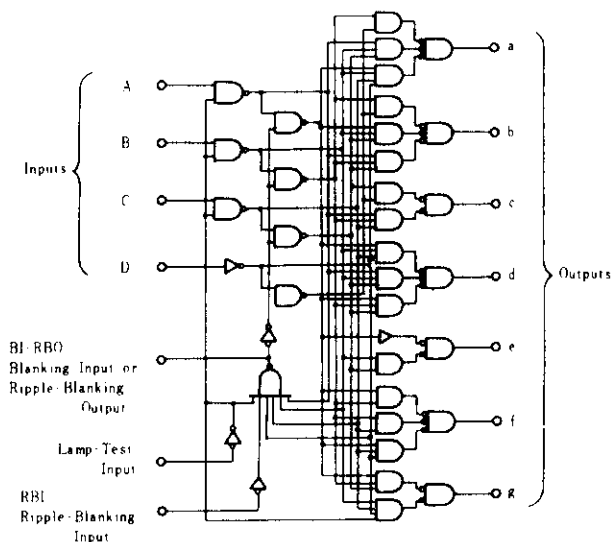 A
B
Inputs
C
D
BI·RBO
Blanking Input or
Ripple-Blanking
Output
Lamp-Test
Input
RBI
Ripple-Blanking
Input
a
b
c
d
Outputs
e
f
g